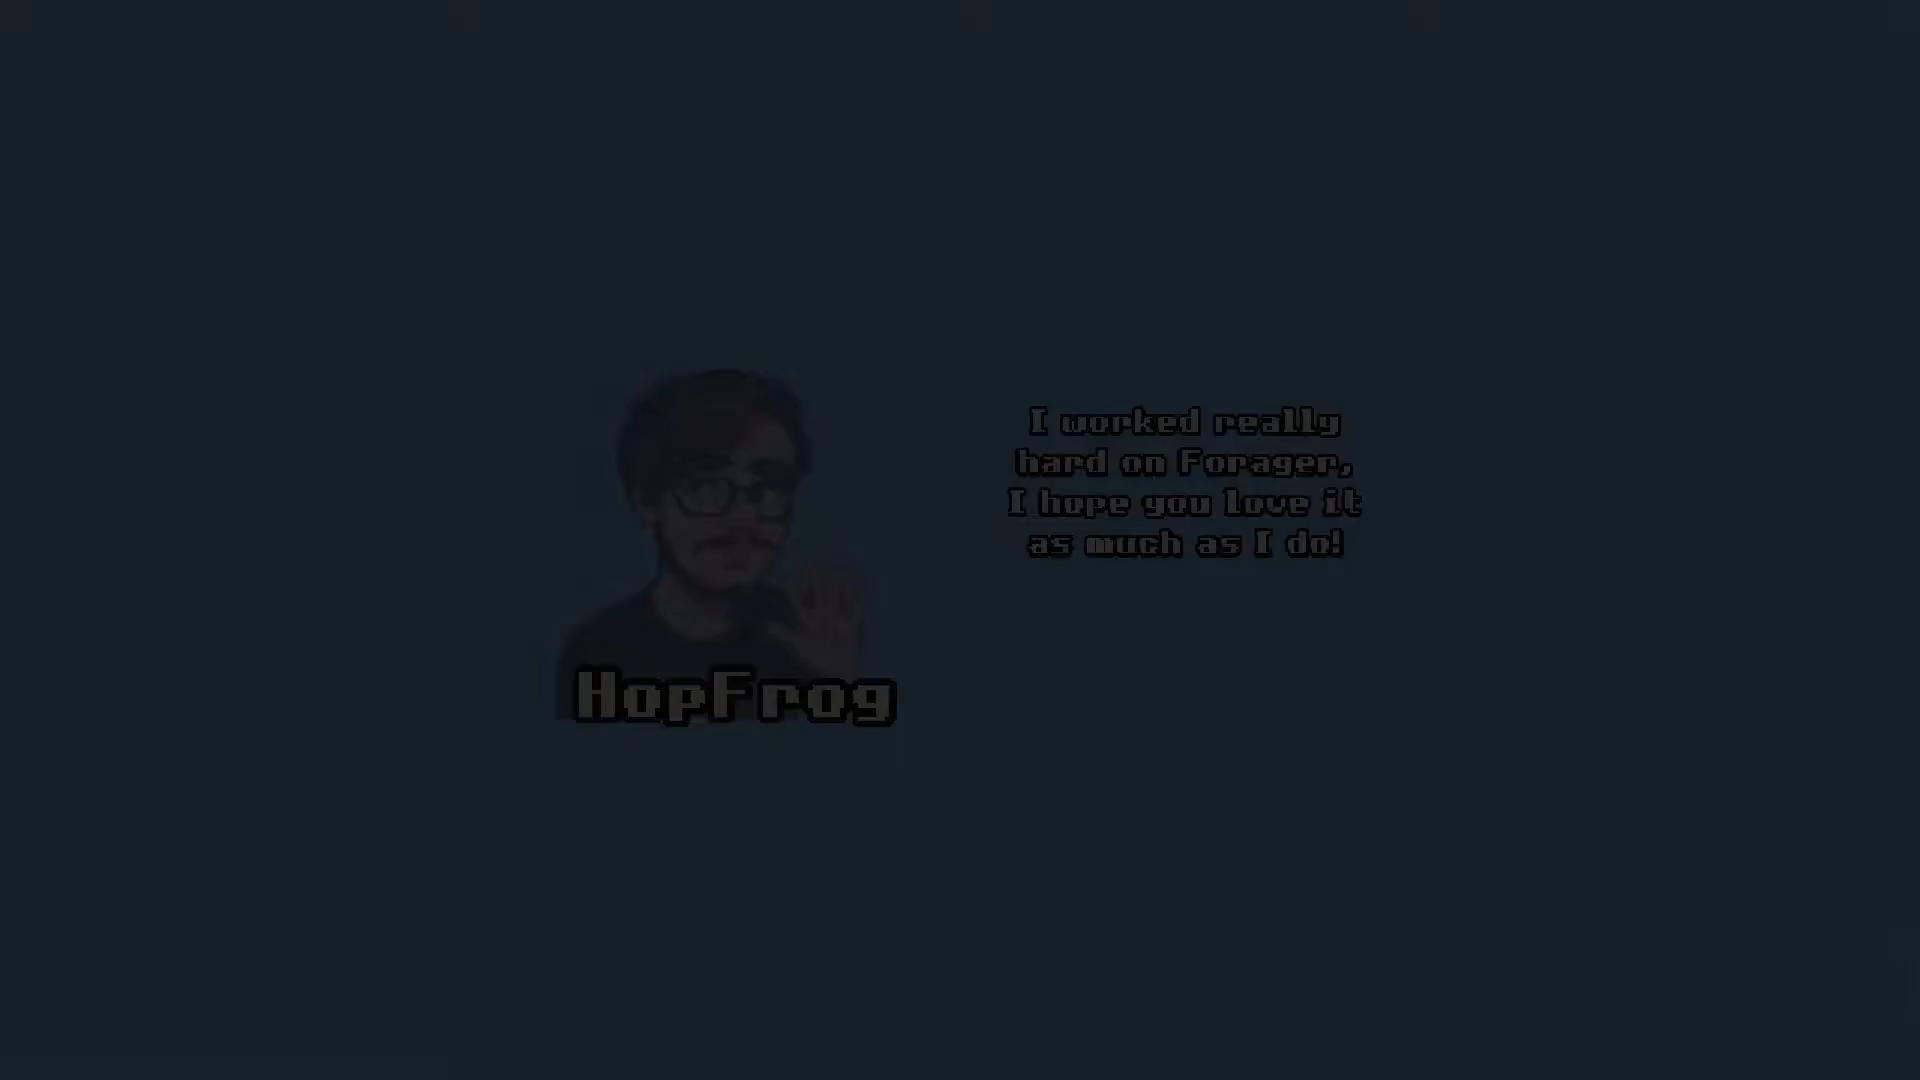 I worked really
hard on Forager,
I hope you love it
as much as I do!
HopFrog